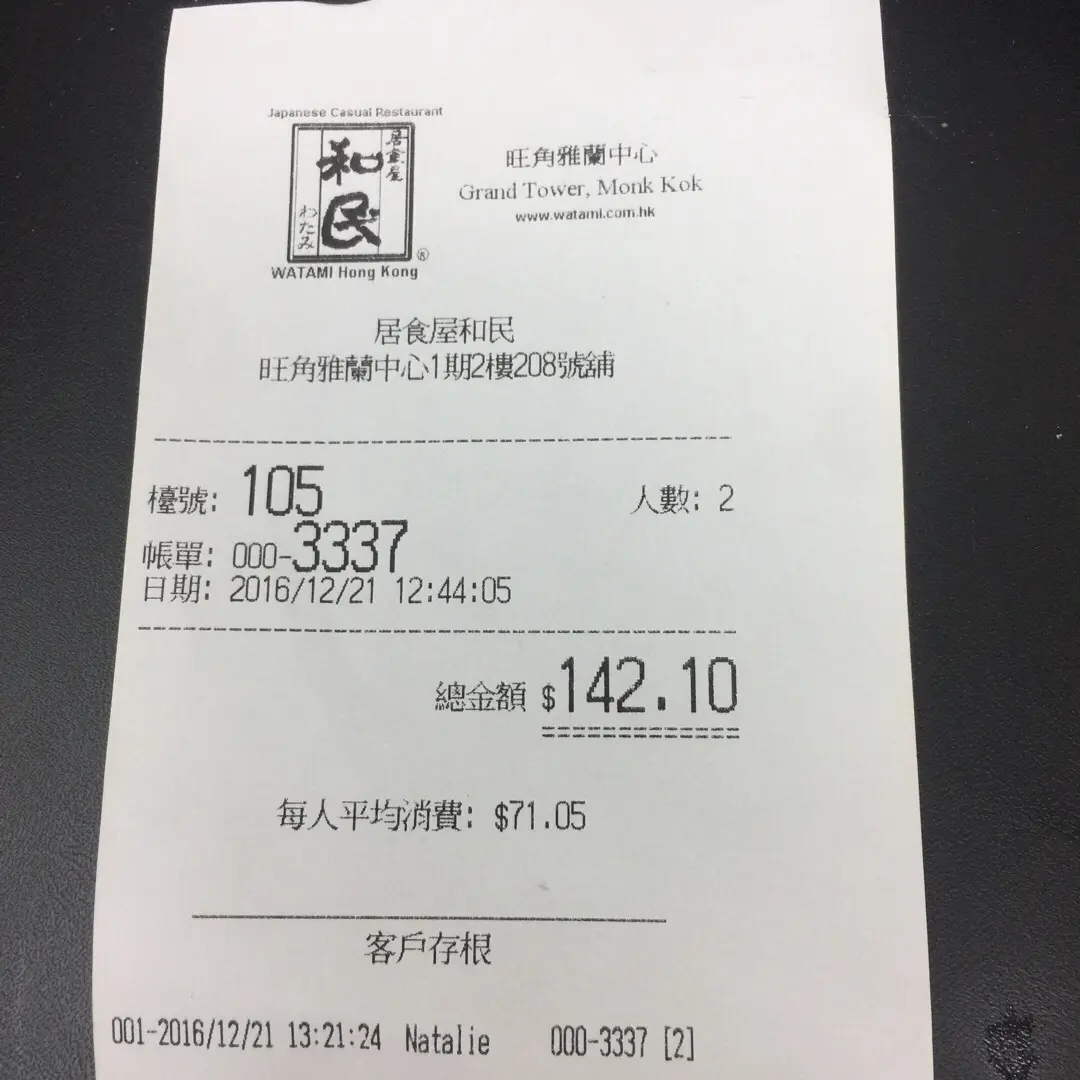 Japanese Casual Restaurant
居食屋
和民
わたみ
®
WATAMI Hong Kong
旺角雅蘭中心
Grand Tower, Monk Kok
www.watami.com.hk
居食屋和民
旺角雅蘭中心1期2樓208號舖
檯號: 105 人數: 2
帳單: 000-3337
日期: 2016/12/21 12:44:05
總金額 $142.10
每人平均消費: $71.05
客戶存根
001-2016/12/21 13:21:24 Natalie 000-3337 [2]